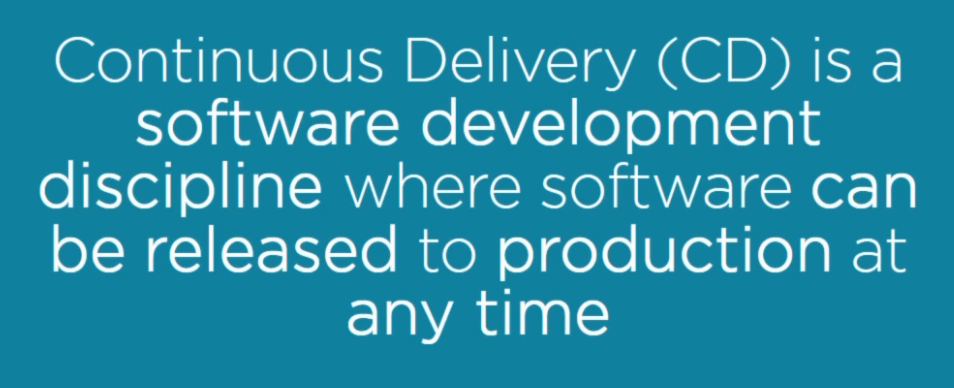 Continuous Delivery (CD) is a
software development
discipline where software can
be released to production at
any time